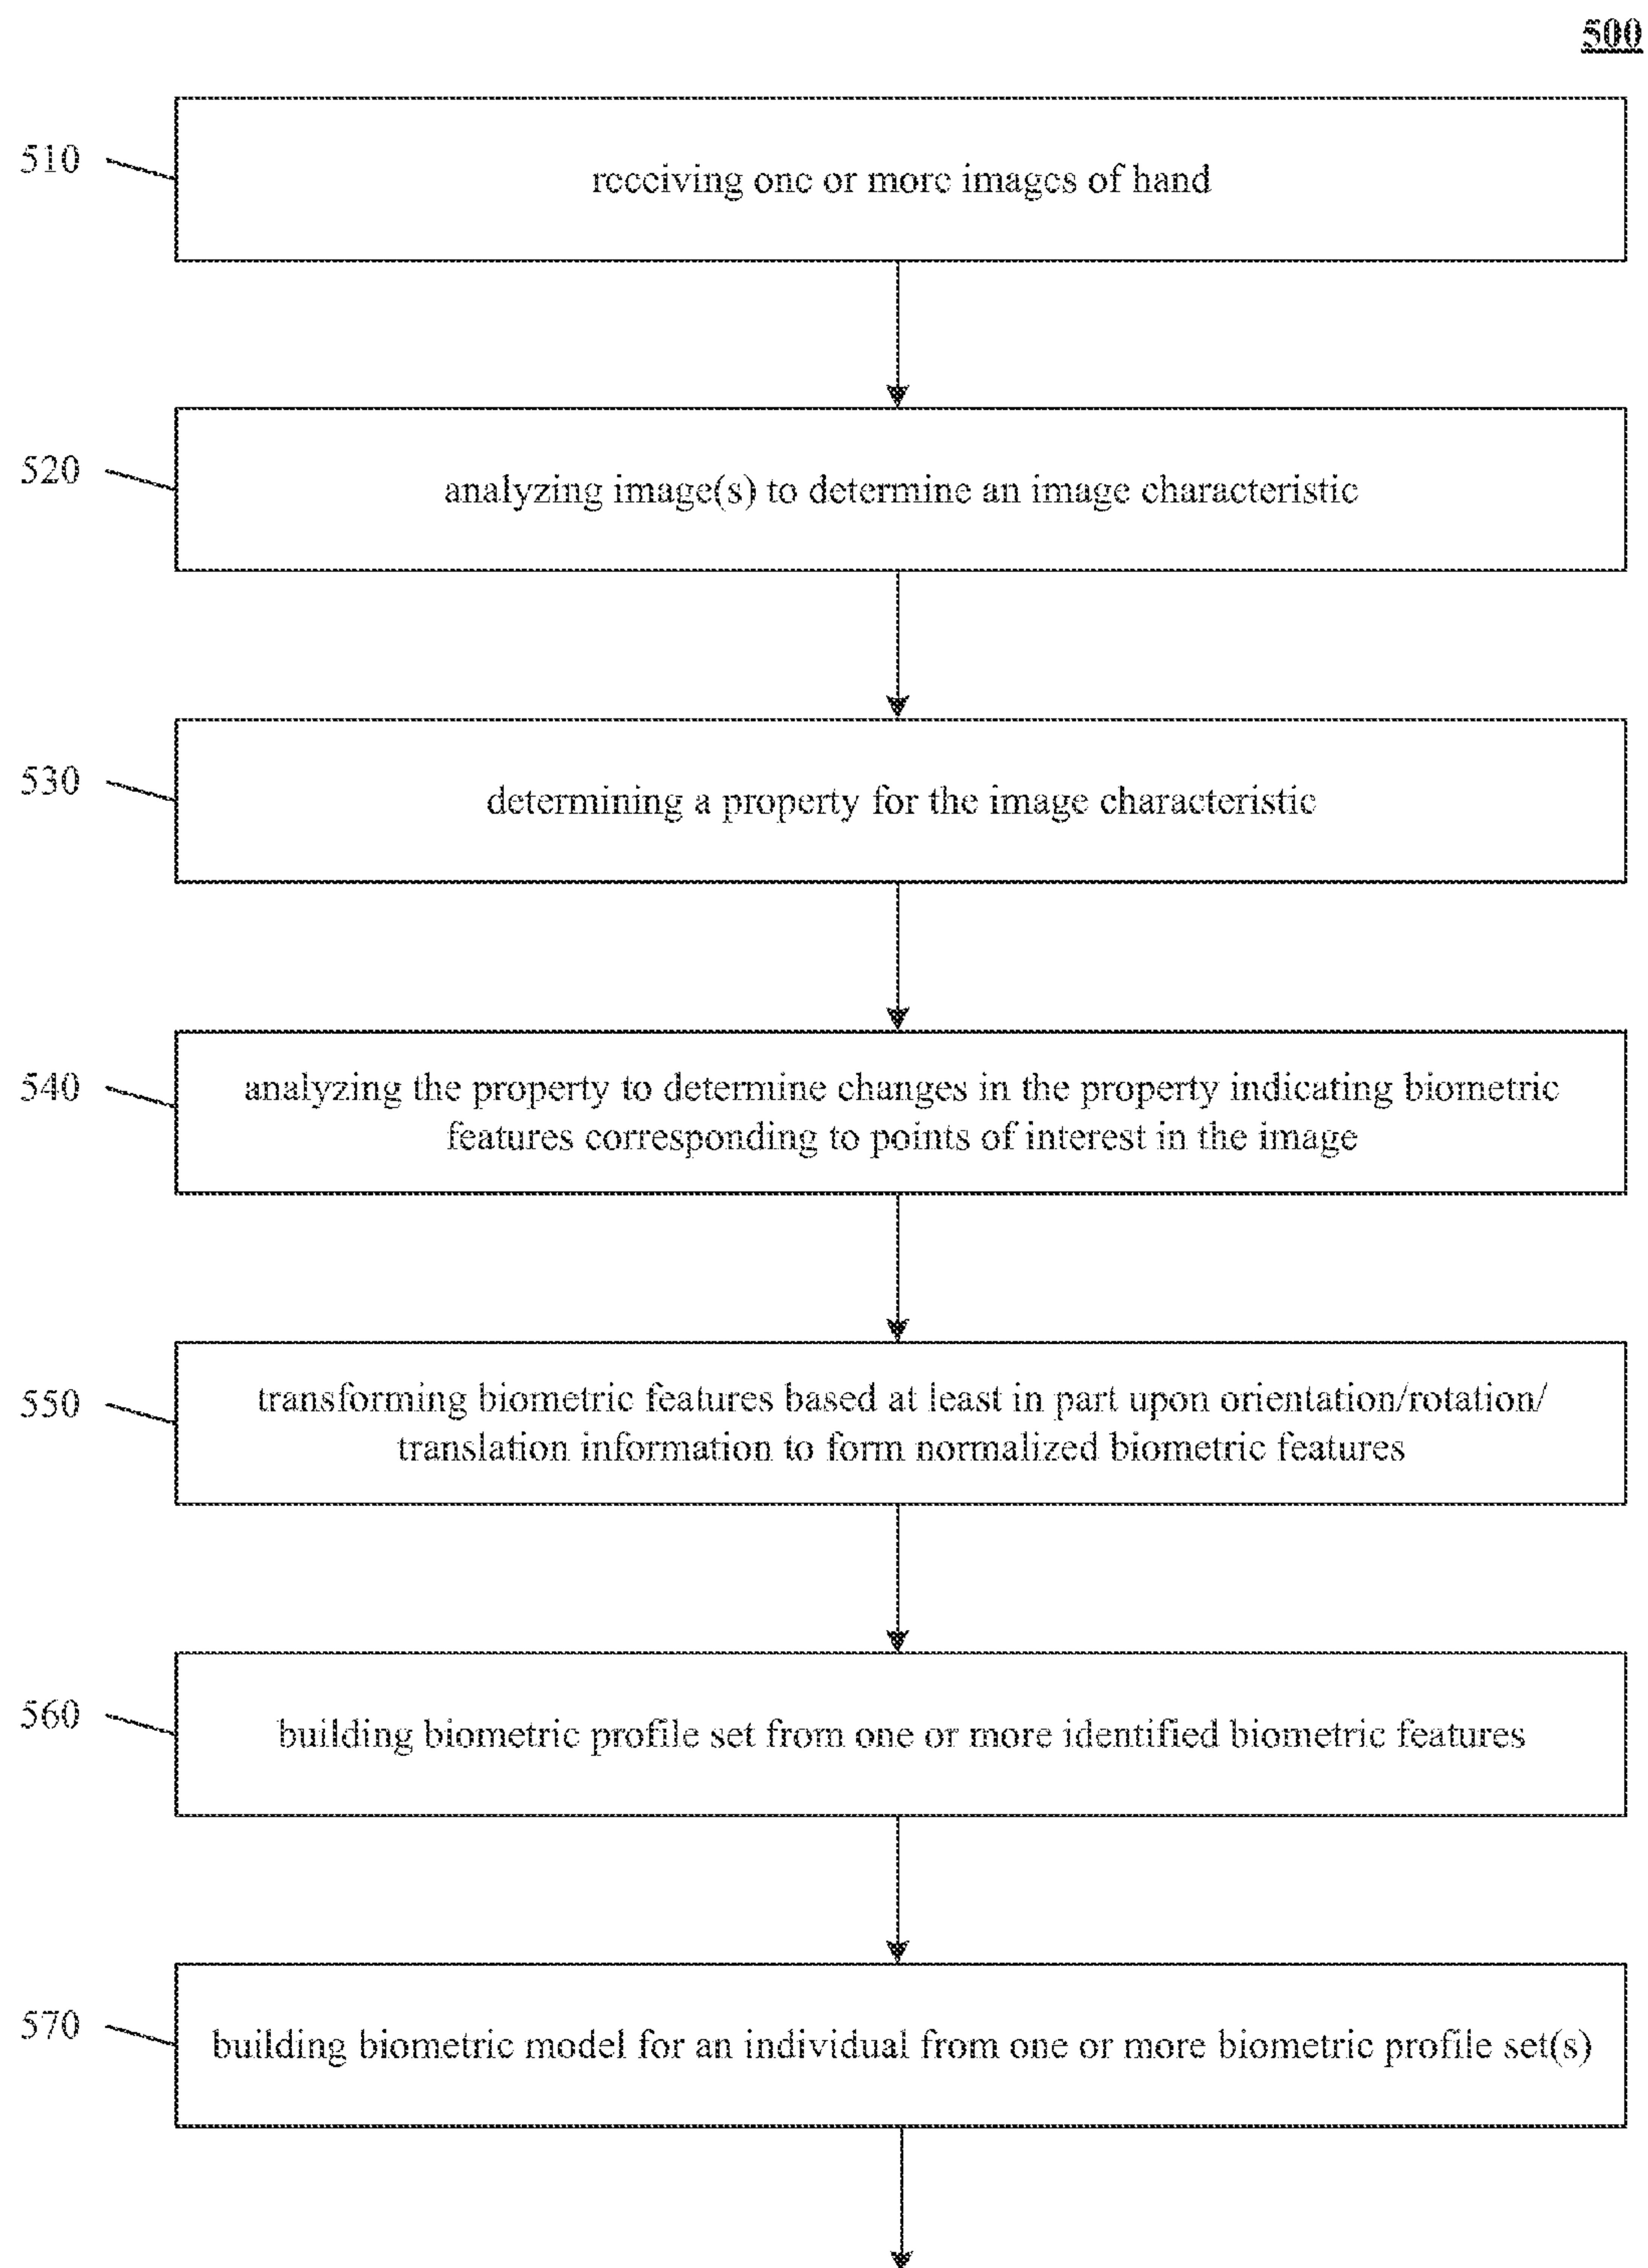 500
510
receiving one or more images of hand
520
analyzing image(s) to determine an image characteristic
530
determining a property for the image characteristic
540
analyzing the property to determine changes in the property indicating biometric
features corresponding to points of interest in the image
550
transforming biometric features based at least in part upon orientation/rotation/
translation information to form normalized biometric features
560
building biometric profile set from one or more identified biometric features
570
building biometric model for an individual from one or more biometric profile set(s)